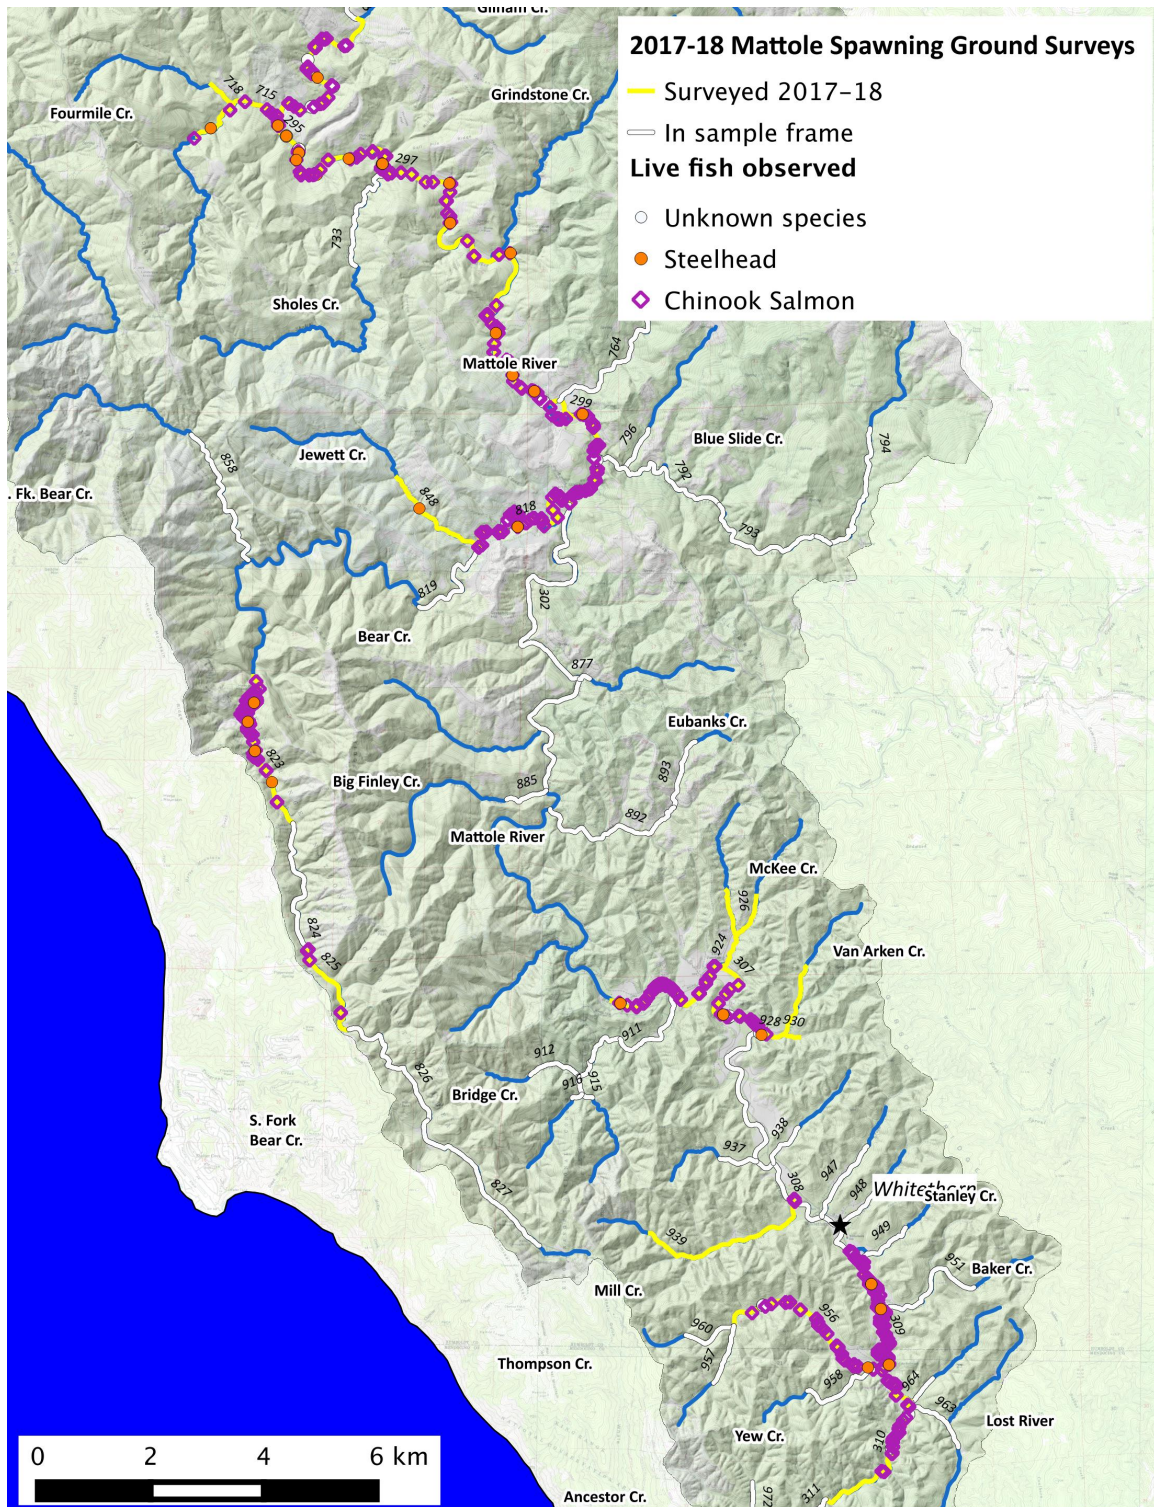 Gilham Cr.
2017-18 Mattole Spawning Ground Surveys
Surveyed 2017-18
In sample frame
Live fish observed
Unknown species
Steelhead
Chinook Salmon
718
715
Fourmile Cr.
295
Grindstone Cr.
297
733
Sholes Cr.
Mattole River
764
299
796
Blue Slide Cr.
794
792
793
Jewett Cr.
858
. Fk. Bear Cr.
848
818
819
302
Bear Cr.
877
Eubanks Cr.
823
Big Finley Cr.
885
893
892
Mattole River
McKee Cr.
926
924
307
Van Arken Cr.
824
825
928
930
911
912
915
916
826
Bridge Cr.
S. Fork
Bear Cr.
938
937
947
948
308
Whitethorn
Stanley Cr.
827
939
949
951
Baker Cr.
Mill Cr.
956
309
960
957
Thompson Cr.
958
964
963
Lost River
Yew Cr.
310
0 2 4 6 km
972
311
Ancestor Cr.